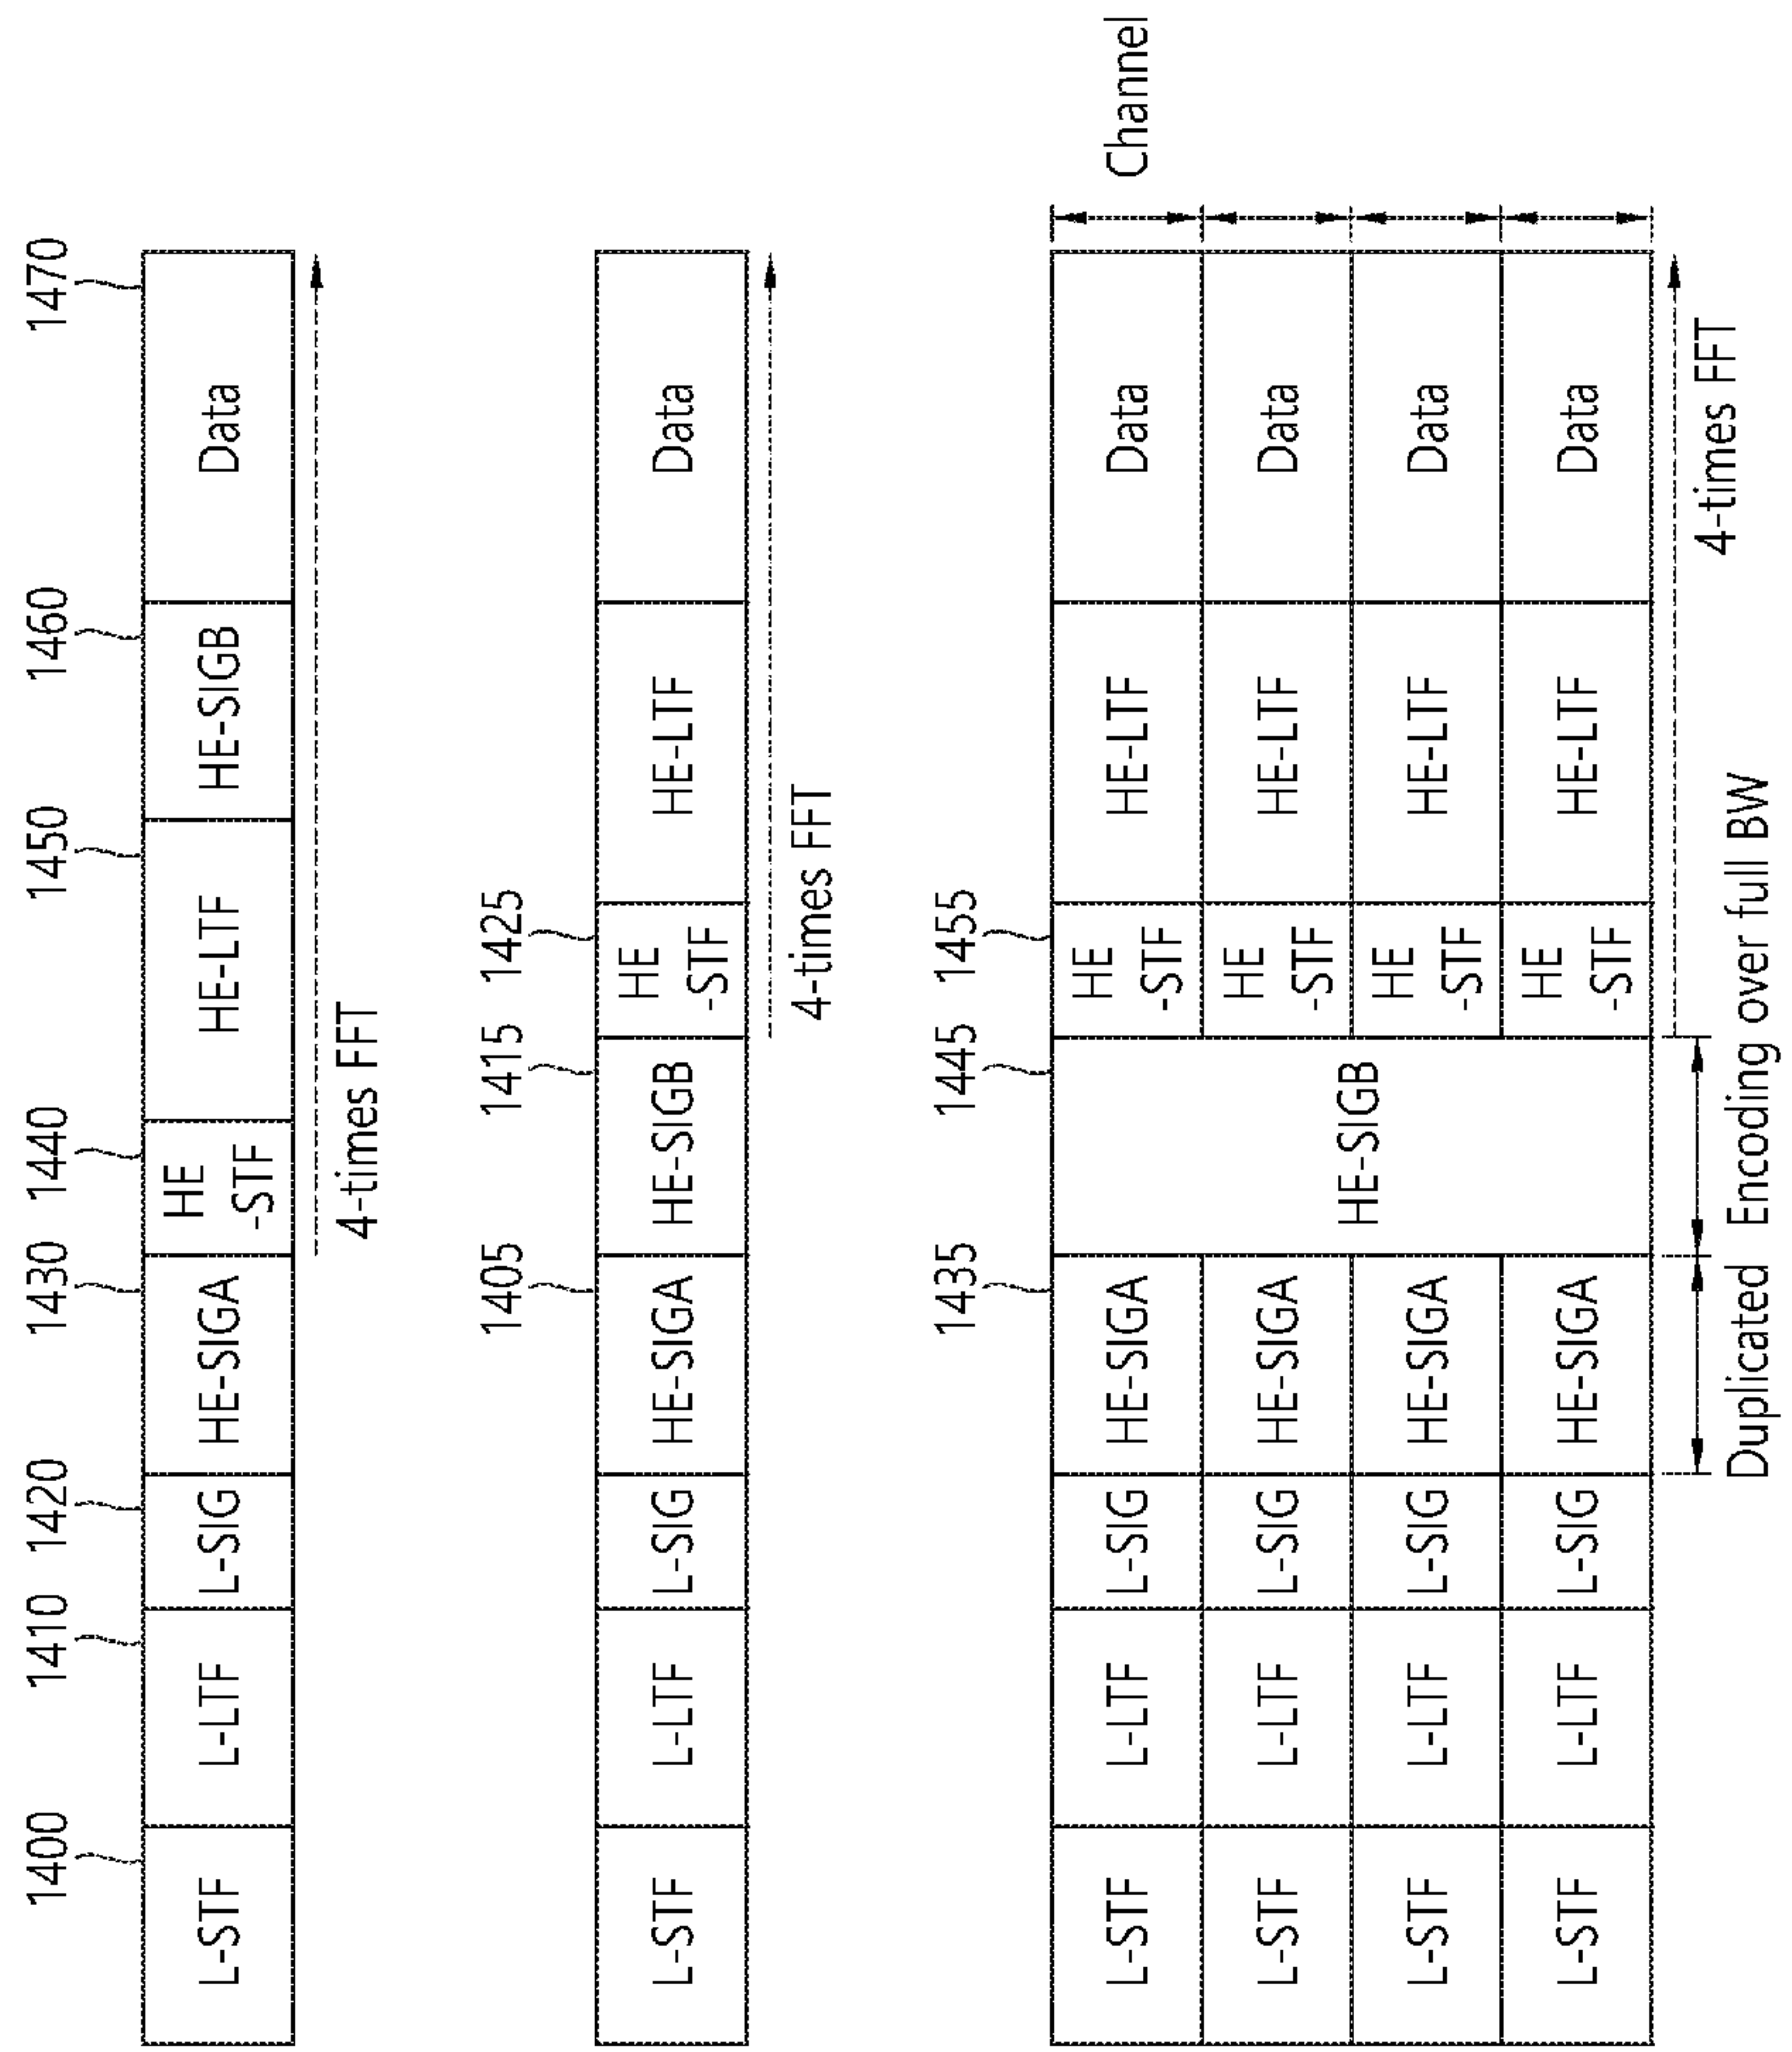 1400 1410 1420 1430 1440 1450 1460 1470
L-STF L-LTF L-SIG HE-SIGA HE -STF HE-LTF HE-SIGB Data
4-times FFT
1405 1415 1425
L-STF L-LTF L-SIG HE-SIGA HE-SIGB HE -STF HE-LTF Data
4-times FFT
1435 1445 1455
Channel
L-STF L-LTF L-SIG HE-SIGA HE -STF HE-LTF Data
L-STF L-LTF L-SIG HE-SIGA HE -STF HE-LTF Data
HE-SIGB
L-STF L-LTF L-SIG HE-SIGA HE -STF HE-LTF Data
L-STF L-LTF L-SIG HE-SIGA HE -STF HE-LTF Data
4-times FFT
Duplicated Encoding over full BW